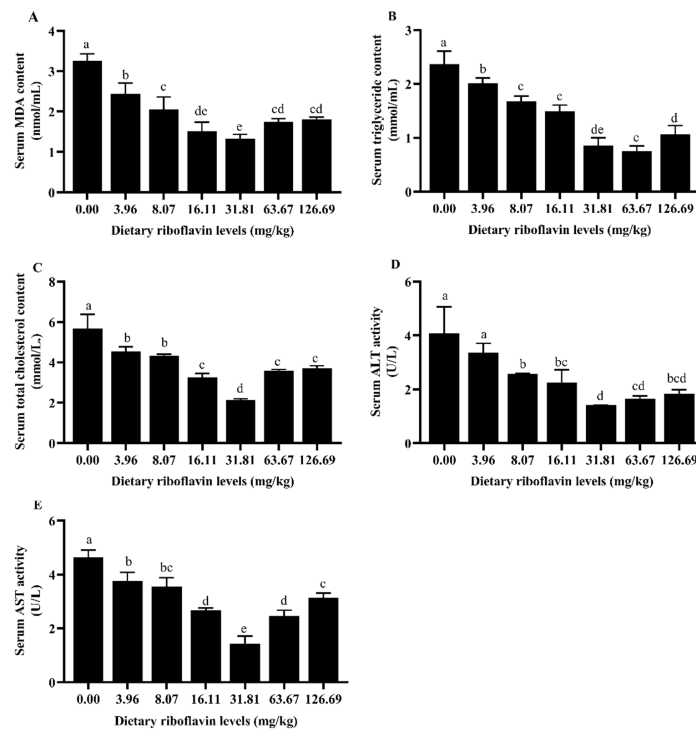 A
Serum MDA content
(nmol/mL)
4
3
2
1
0
a
b
c
de
e
cd
cd
0.00 3.96 8.07 16.11 31.81 63.67 126.69
Dietary riboflavin levels (mg/kg)
B
Serum triglyceride content
(mmol/mL)
3
2
1
0
a
b
c
c
de
e
d
0.00 3.96 8.07 16.11 31.81 63.67 126.69
Dietary riboflavin levels (mg/kg)
C
Serum total cholesterol content
(mmol/L)
8
6
4
2
0
a
b
b
c
d
c
c
0.00 3.96 8.07 16.11 31.81 63.67 126.69
Dietary riboflavin levels (mg/kg)
D
Serum ALT activity
(U/L)
6
4
2
0
a
a
b
bc
d
cd
bcd
0.00 3.96 8.07 16.11 31.81 63.67 126.69
Dietary riboflavin levels (mg/kg)
E
Serum AST activity
(U/L)
6
4
2
0
a
b
bc
d
e
d
c
0.00 3.96 8.07 16.11 31.81 63.67 126.69
Dietary riboflavin levels (mg/kg)